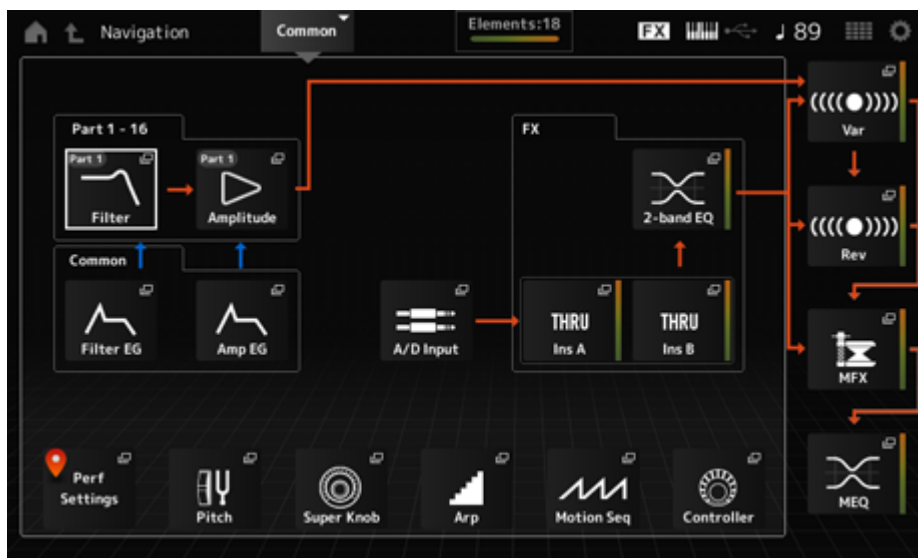 Navigation
Common
Elements:18
FX
♩ 89
Part 1 - 16
Part 1
Filter
Part 1
Amplitude
Common
Filter EG
Amp EG
A/D Input
FX
2-band EQ
THRU
Ins A
THRU
Ins B
Var
Rev
MFX
MEQ
Perf
Settings
Pitch
Super Knob
Arp
Motion Seq
Controller